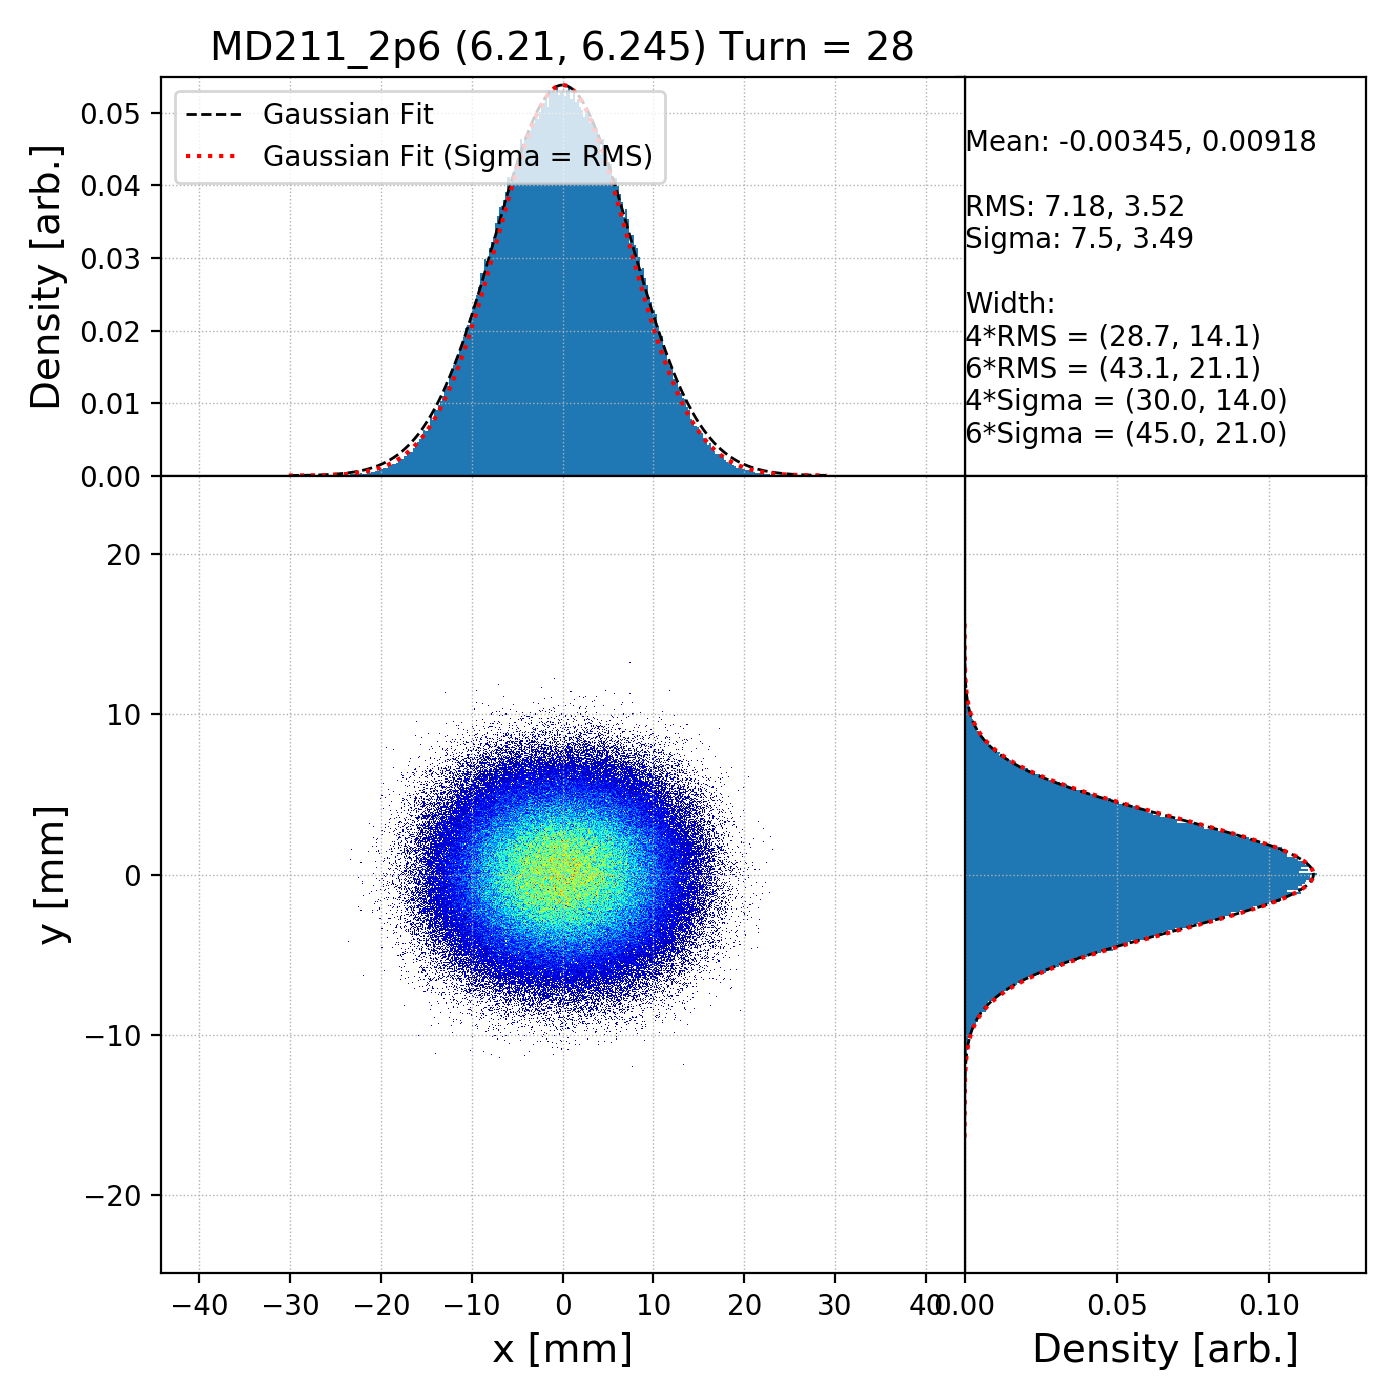 MD211_2p6 (6.21, 6.245) Turn = 28
Gaussian Fit
Gaussian Fit (Sigma = RMS)
Density [arb.]
0.05
0.04
0.03
0.02
0.01
0.00
Mean: -0.00345, 0.00918
RMS: 7.18, 3.52
Sigma: 7.5, 3.49
Width:
4*RMS = (28.7, 14.1)
6*RMS = (43.1, 21.1)
4*Sigma = (30.0, 14.0)
6*Sigma = (45.0, 21.0)
y [mm]
20
10
0
−10
−20
−40 −30 −20 −10 0 10 20 30 40
x [mm]
0.00 0.05 0.10
Density [arb.]